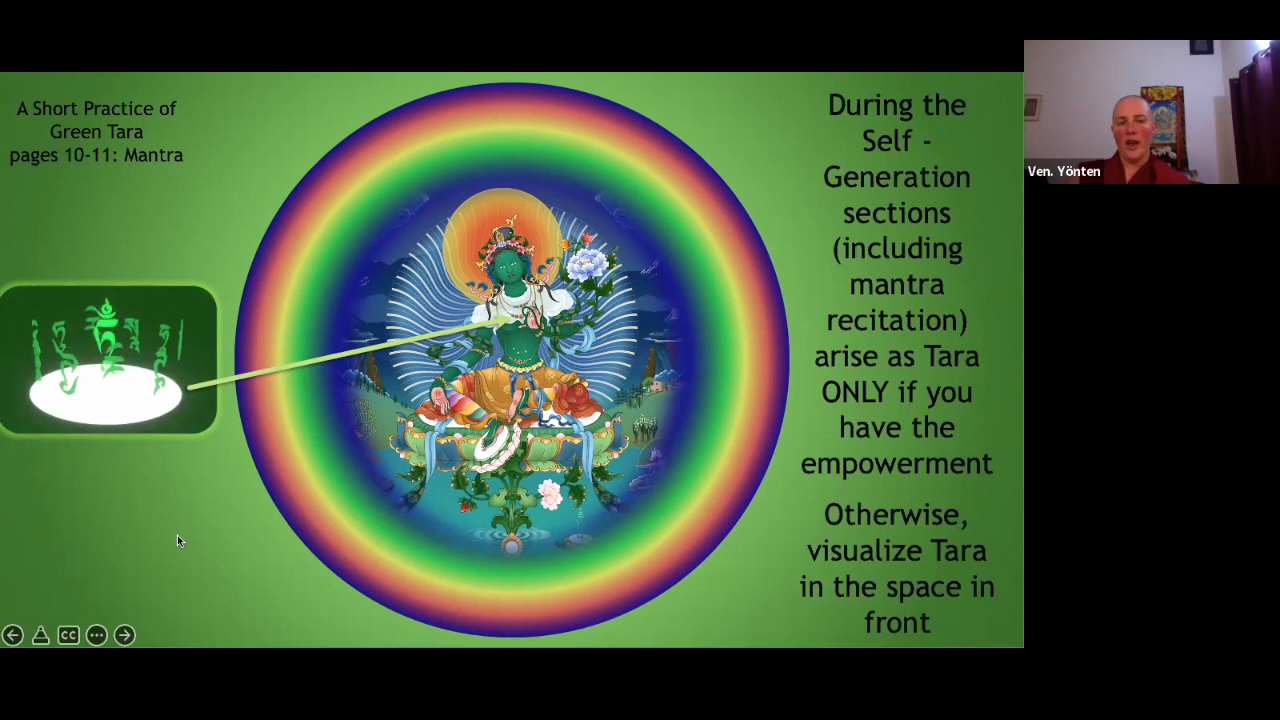 A Short Practice of
Green Tara
pages 10-11: Mantra
During the
Self -
Generation
sections
(including
mantra
recitation)
arise as Tara
ONLY if you
have the
empowerment
Otherwise,
visualize Tara
in the space in
front
Ven. Yönten
CC